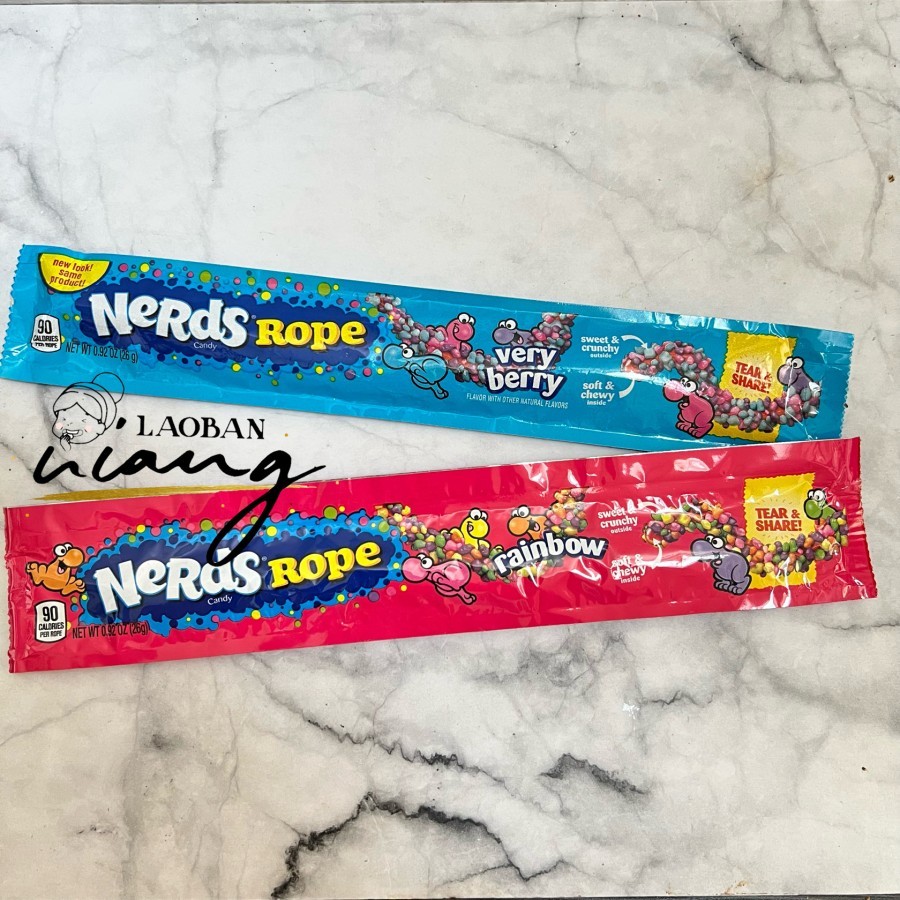 new look!
same
product!
NERDS ROPE
Candy
90
CALORIES
PER ROPE
NET WT 0.92 OZ (26 g)
very
berry
FLAVOR WITH OTHER NATURAL FLAVORS
sweet &
crunchy
outside
soft &
chewy
inside
TEAR &
SHARE!
LAOBAN
niang
NERDS ROPE
Candy
90
CALORIES
PER ROPE
NET WT 0.92 OZ (26g)
rainbow
sweet &
crunchy
outside
soft &
chewy
inside
TEAR &
SHARE!